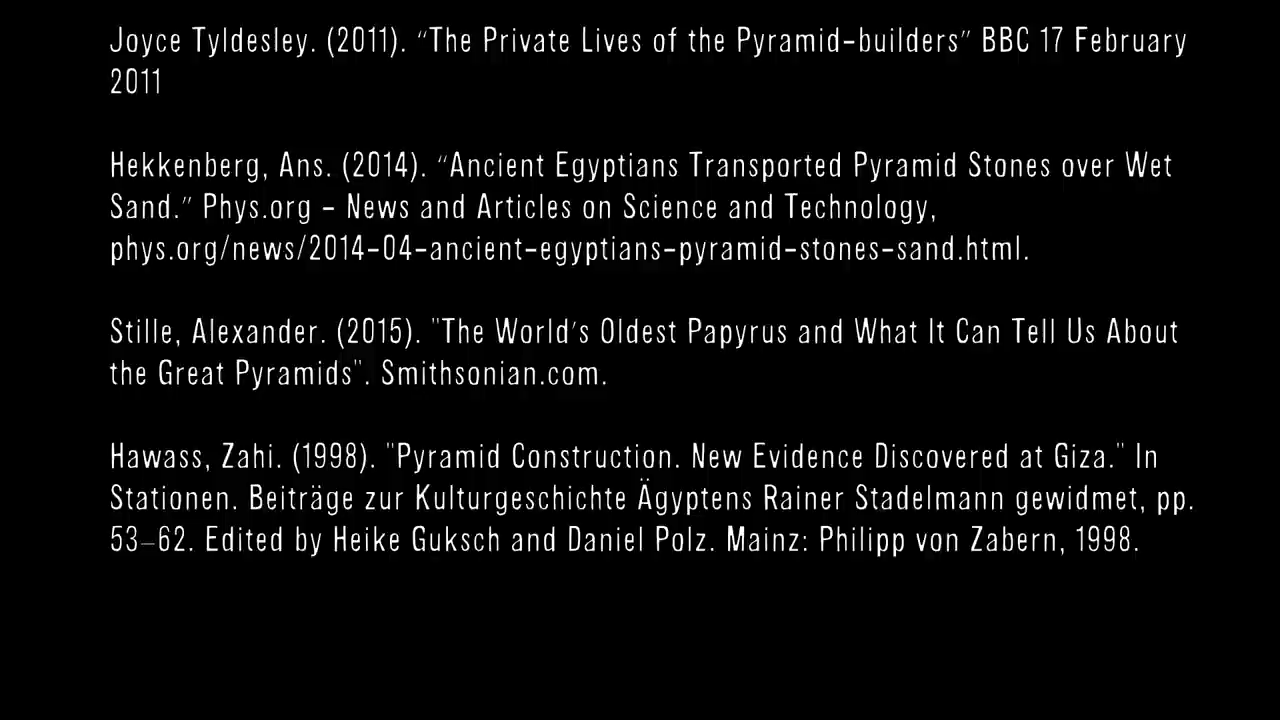 Joyce Tyldesley. (2011). “The Private Lives of the Pyramid-builders” BBC 17 February
2011
Hekkenberg, Ans. (2014). “Ancient Egyptians Transported Pyramid Stones over Wet
Sand.” Phys.org - News and Articles on Science and Technology,
phys.org/news/2014-04-ancient-egyptians-pyramid-stones-sand.html.
Stille, Alexander. (2015). "The World's Oldest Papyrus and What It Can Tell Us About
the Great Pyramids". Smithsonian.com.
Hawass, Zahi. (1998). "Pyramid Construction. New Evidence Discovered at Giza." In
Stationen. Beiträge zur Kulturgeschichte Ägyptens Rainer Stadelmann gewidmet, pp.
53–62. Edited by Heike Guksch and Daniel Polz. Mainz: Philipp von Zabern, 1998.